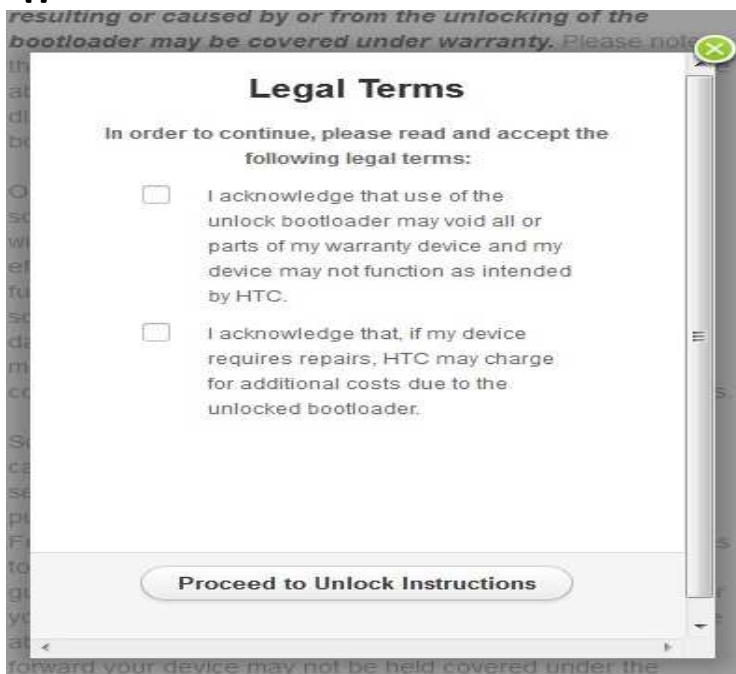 resulting or caused by or from the unlocking of the
bootloader may be covered under warranty. Please note
Legal Terms
In order to continue, please read and accept the
following legal terms:
I acknowledge that use of the
unlock bootloader may void all or
parts of my warranty device and my
device may not function as intended
by HTC.
I acknowledge that, if my device
requires repairs, HTC may charge
for additional costs due to the
unlocked bootloader.
Proceed to Unlock Instructions
forward your device may not be held covered under the